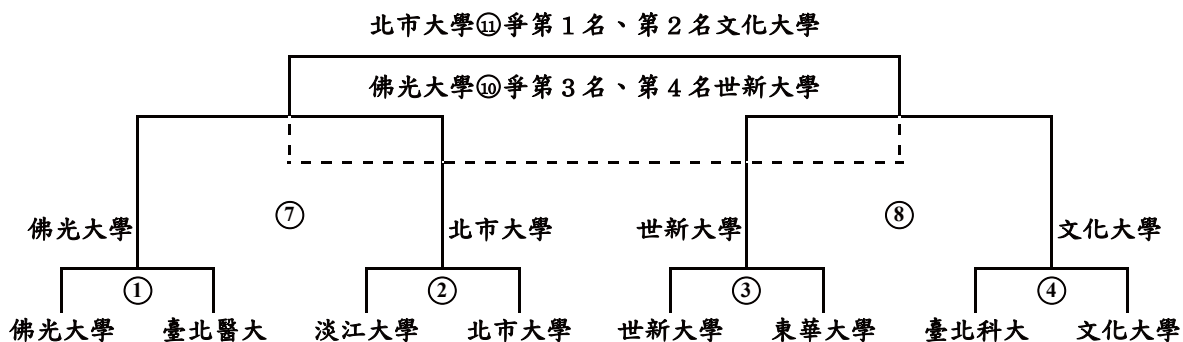 北市大學⑪爭第１名、第２名文化大學
佛光大學⑩爭第３名、第４名世新大學
⑦ ⑧
佛光大學 北市大學 世新大學 文化大學
① ② ③ ④
佛光大學 臺北醫大 淡江大學 北市大學 世新大學 東華大學 臺北科大 文化大學